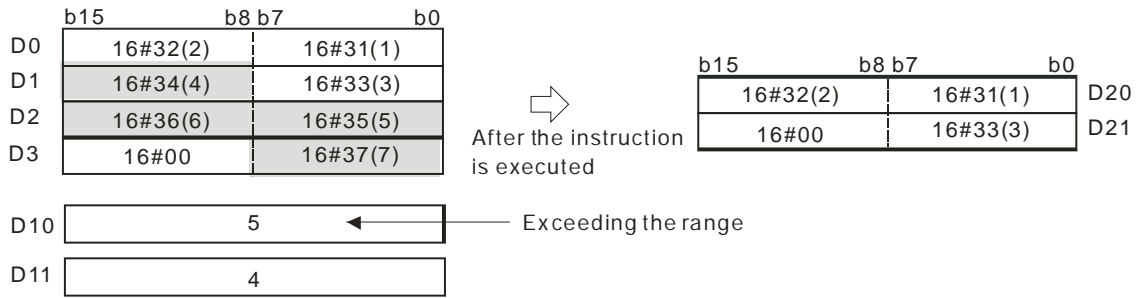 b15 b8 b7 b0
D0 16#32(2) 16#31(1)
D1 16#34(4) 16#33(3)
D2 16#36(6) 16#35(5)
D3 16#00 16#37(7)
After the instruction
is executed
b15 b8 b7 b0
16#32(2) 16#31(1) D20
16#00 16#33(3) D21
D10 5 Exceeding the range
D11 4